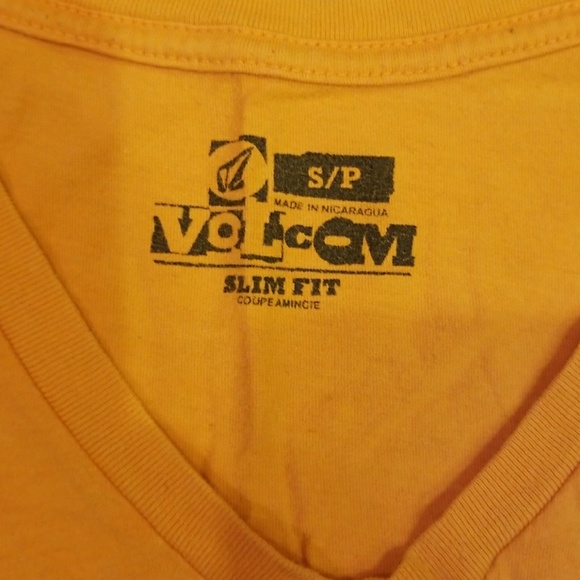 S/P
MADE IN NICARAGUA
VOLCOM
SLIM FIT
COUPE AMINCIE